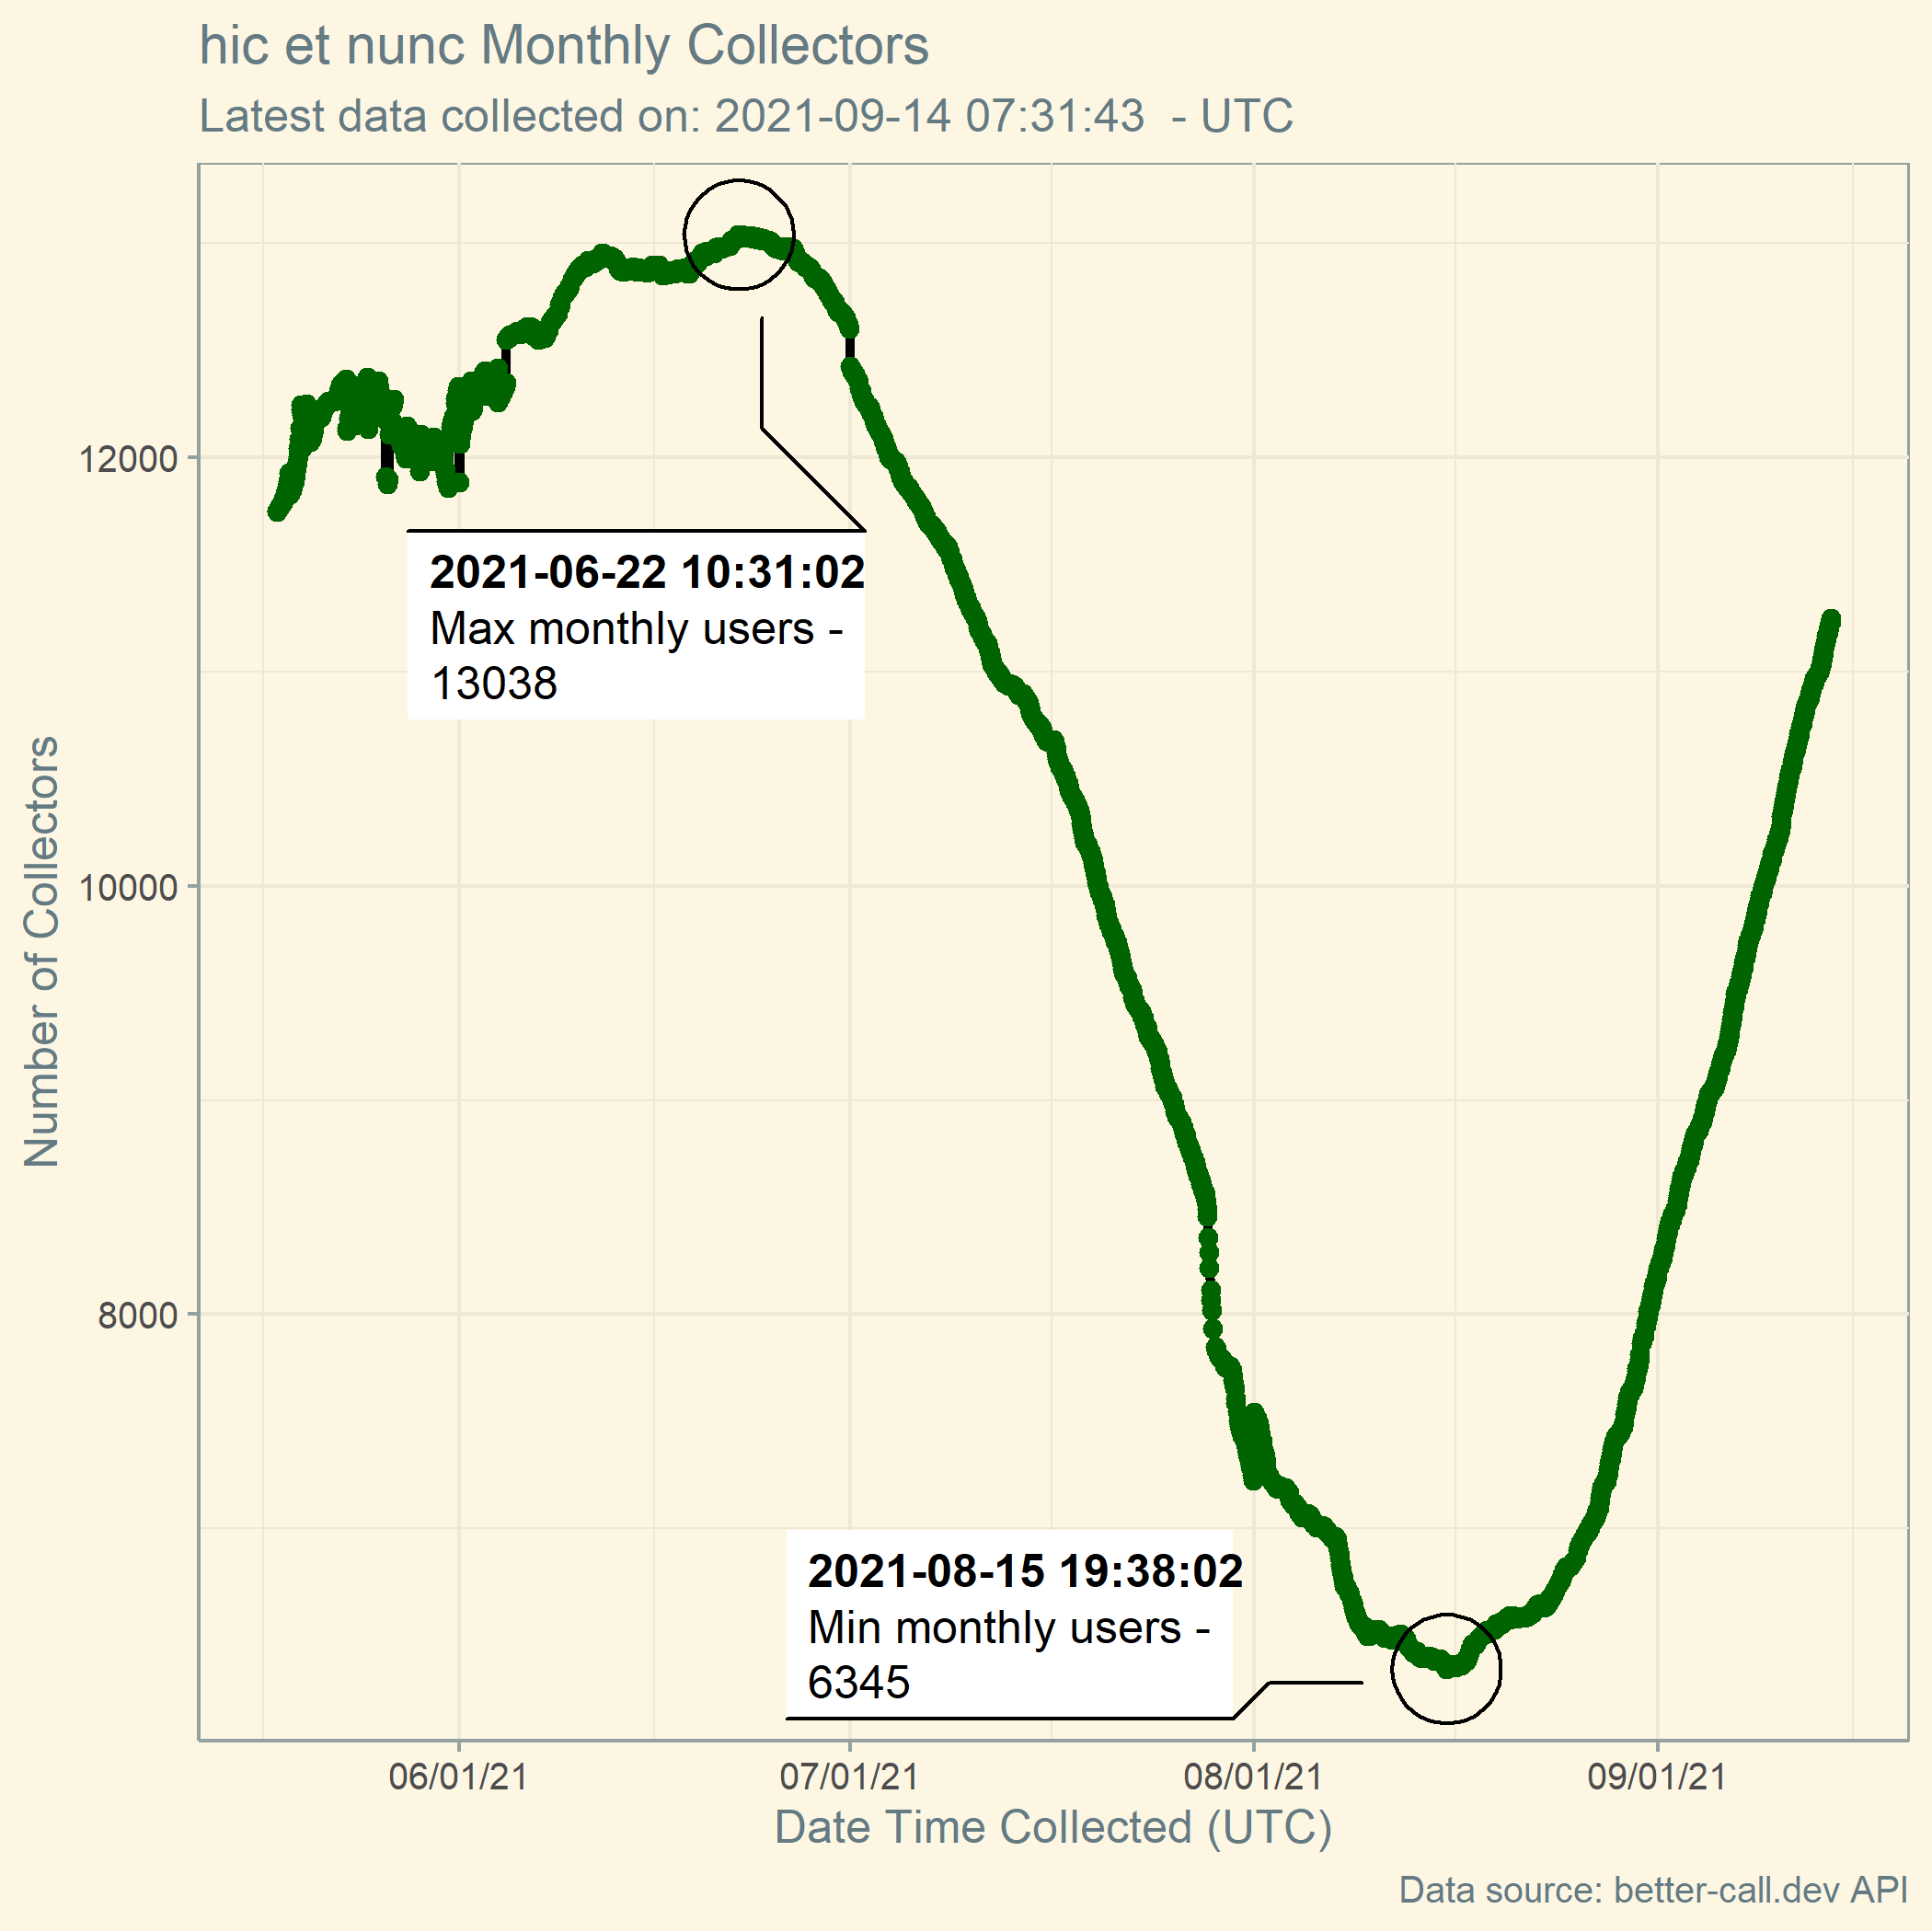 hic et nunc Monthly Collectors
Latest data collected on: 2021-09-14 07:31:43  - UTC
Number of Collectors
12000
10000
8000
2021-06-22 10:31:02
Max monthly users -
13038
2021-08-15 19:38:02
Min monthly users -
6345
06/01/21
07/01/21
08/01/21
09/01/21
Date Time Collected (UTC)
Data source: better-call.dev API